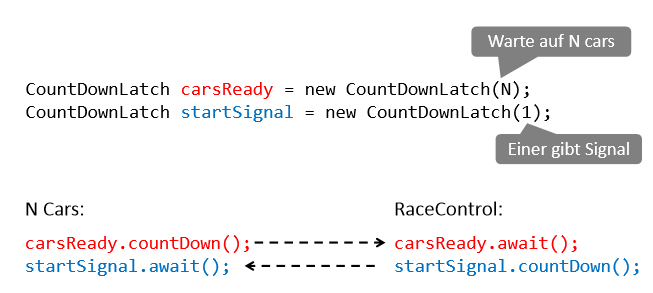 Warte auf N cars
CountDownLatch carsReady = new CountDownLatch(N);
CountDownLatch startSignal = new CountDownLatch(1);
Einer gibt Signal
N Cars:
RaceControl:
carsReady.countDown();
carsReady.await();
startSignal.await();
startSignal.countDown();